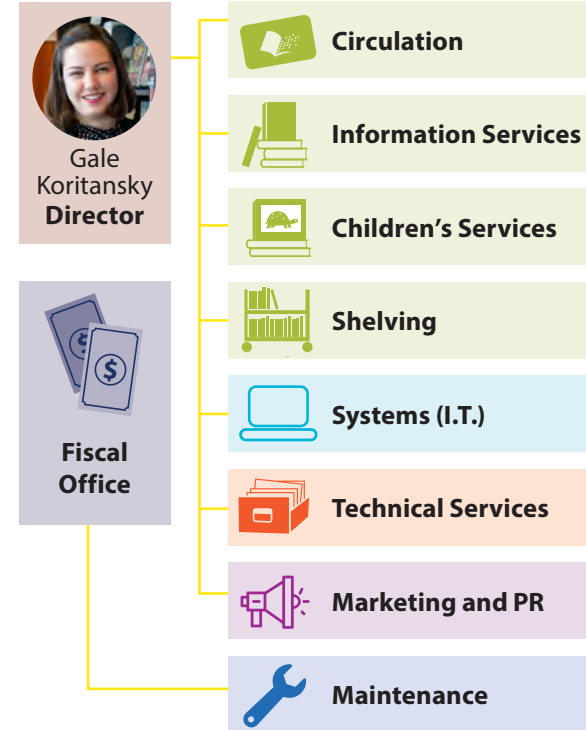 Gale
Koritansky
Director
Fiscal
Office
$
$
Circulation
Information Services
Children’s Services
Shelving
Systems (I.T.)
Technical Services
Marketing and PR
Maintenance